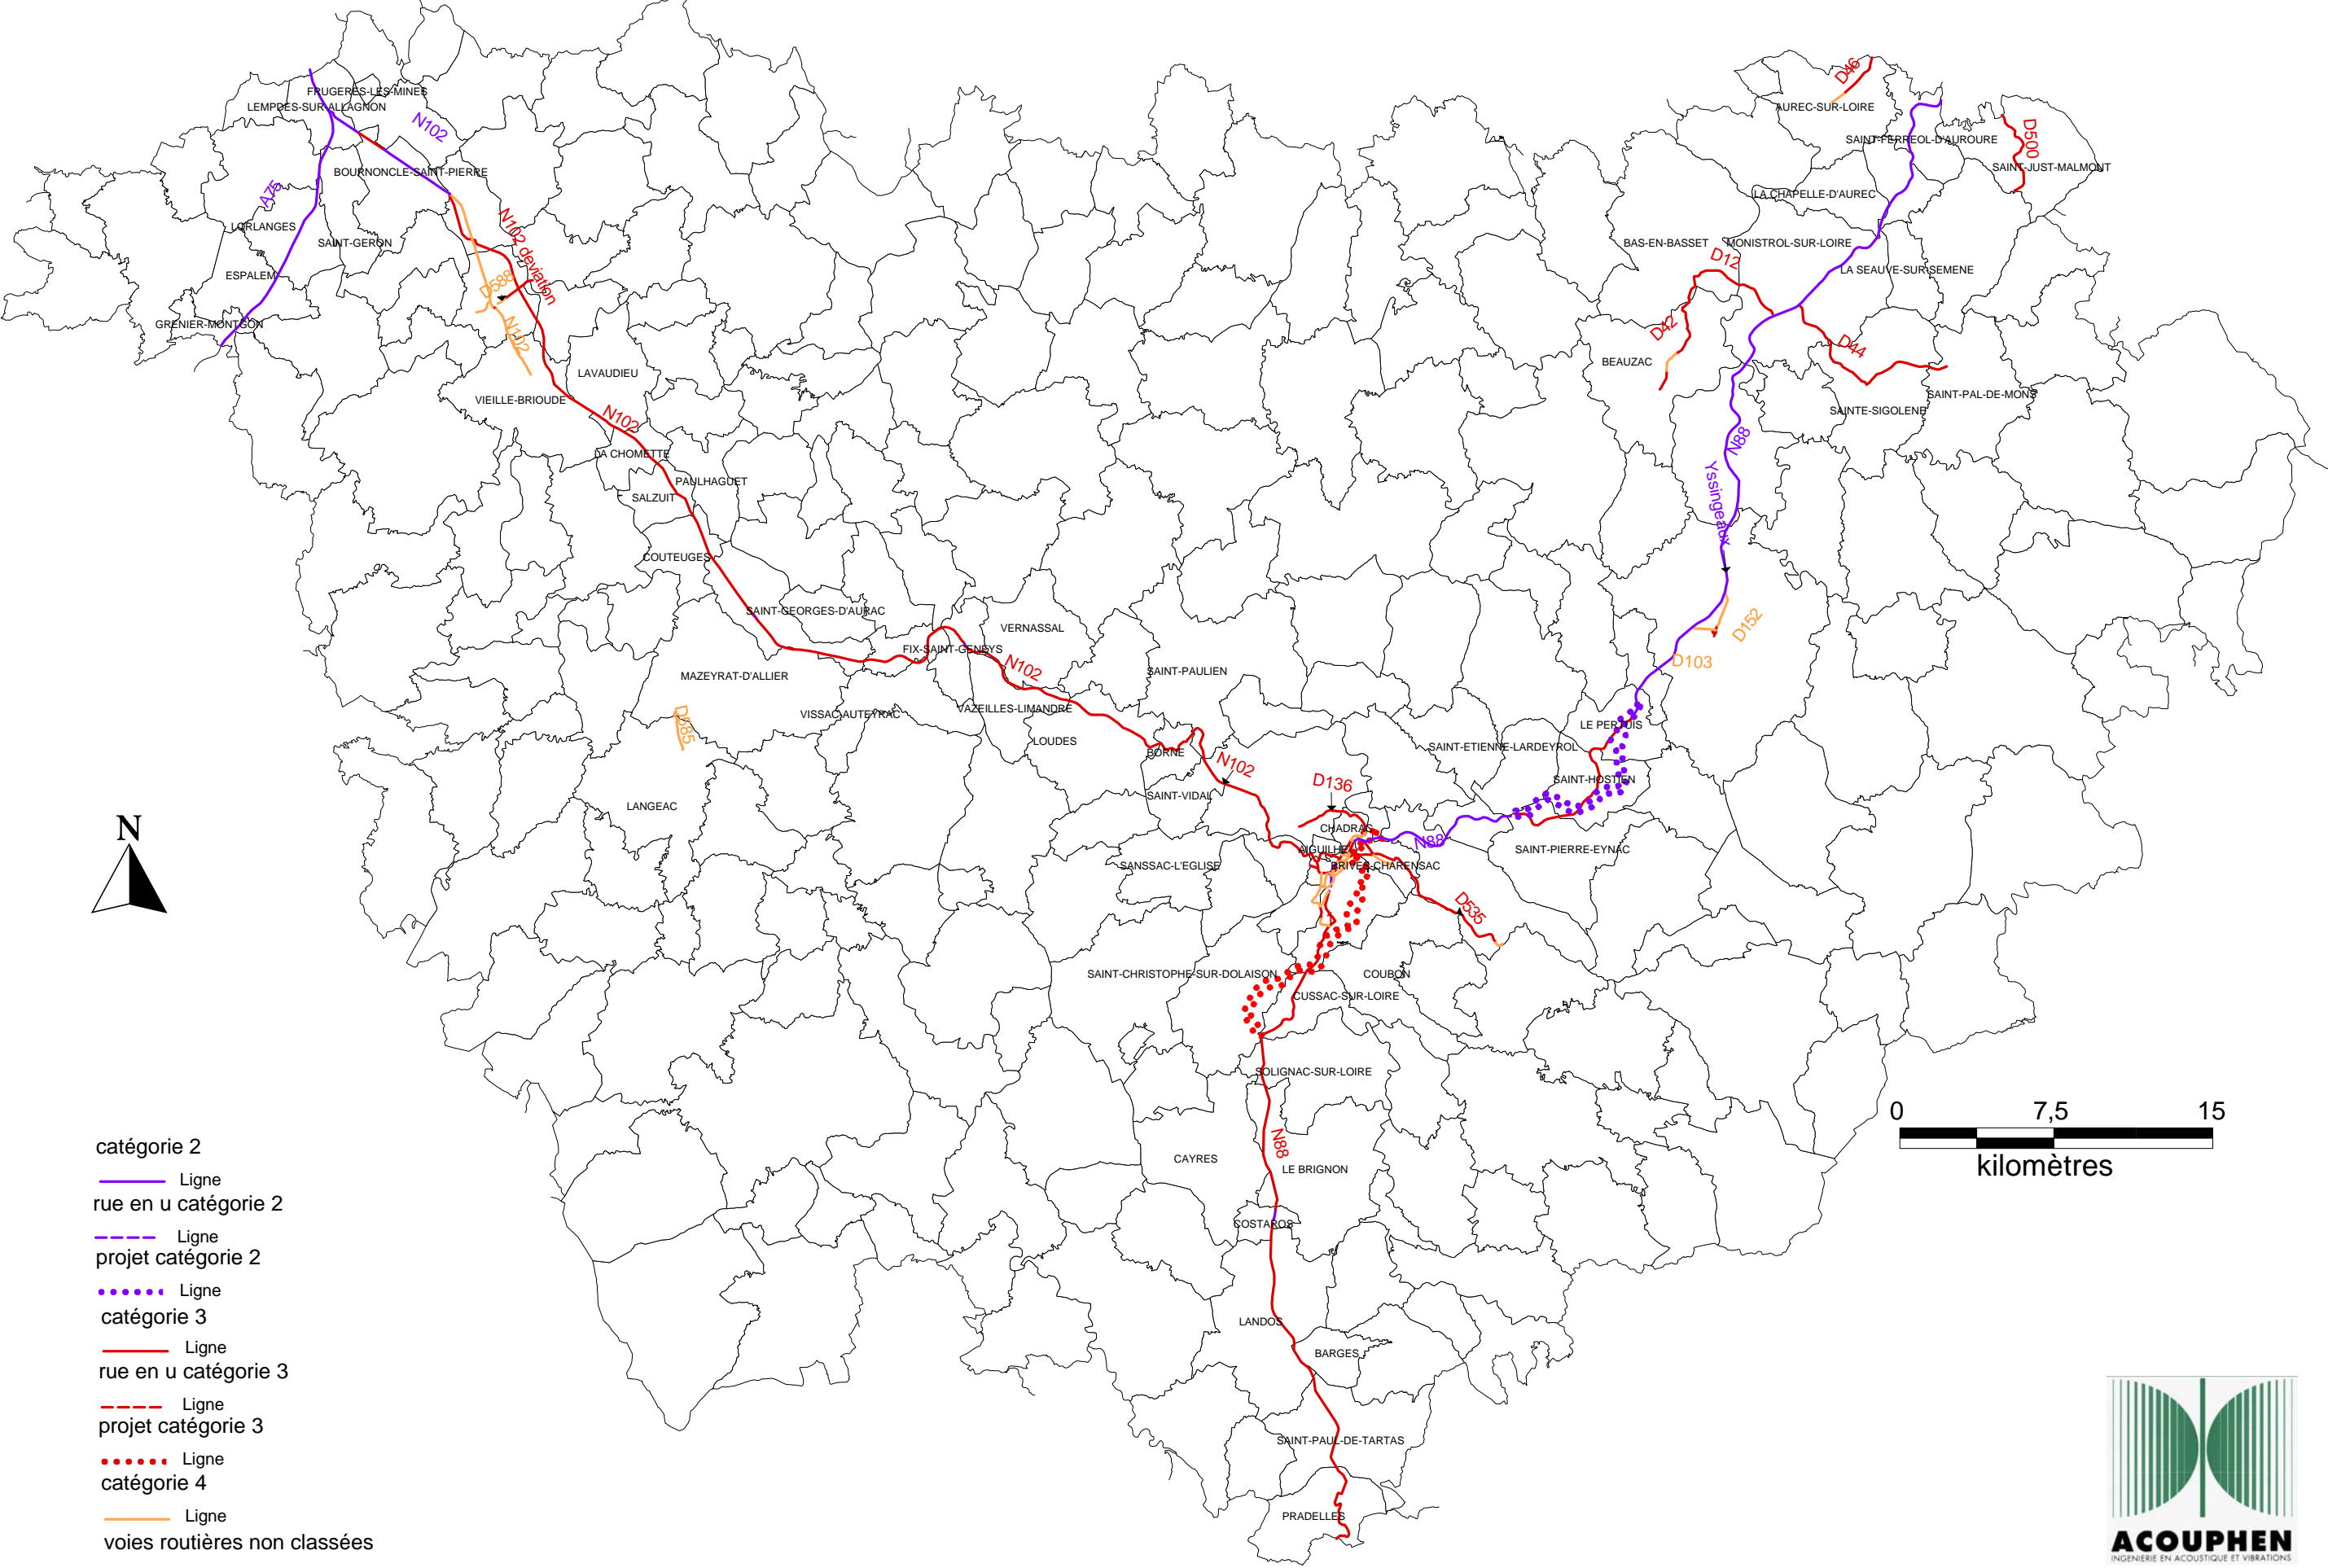 D46
FRUGERES-LES-MINES
LEMPDES-SUR-ALLAGNON
AUREC-SUR-LOIRE
N102
D500
SAINT-FERREOL-D'AUROURE
SAINT-JUST-MALMONT
BOURNONCLE-SAINT-PIERRE
A75
LA CHAPELLE-D'AUREC
LORLANGES
SAINT-GERON
N102 deviation
BAS-EN-BASSET
MONISTROL-SUR-LOIRE
D12
ESPALEM
LA SEAUVE-SUR-SEMENE
D588
GRENIER-MONTGON
N102
D42
D44
BEAUZAC
LAVAUDIEU
SAINT-PAL-DE-MONS
VIEILLE-BRIOUDE
SAINTE-SIGOLENE
N102
N88
LA CHOMETTE
PAULHAGUET
SALZUIT
Yssingeaux
COUTEUGES
SAINT-GEORGES-D'AURAC
VERNASSAL
D152
FIX-SAINT-GENEYS
N102
D103
SAINT-PAULIEN
MAZEYRAT-D'ALLIER
VISSAC-AUTEYRAC
VAZEILLES-LIMANDRE
D585
LE PERTUIS
LOUDES
BORNE
SAINT-ETIENNE-LARDEYROL
N102
D136
SAINT-HOSTIEN
SAINT-VIDAL
LANGEAC
CHADRAC
N88
AIGUILHE
SAINT-PIERRE-EYNAC
SANSSAC-L'EGLISE
BRIVES-CHARENSAC
D535
SAINT-CHRISTOPHE-SUR-DOLAISON
COUBON
CUSSAC-SUR-LOIRE
SOLIGNAC-SUR-LOIRE
N88
CAYRES
LE BRIGNON
COSTAROS
LANDOS
BARGES
SAINT-PAUL-DE-TARTAS
PRADELLES
N
0 7,5 15
kilomètres
catégorie 2
Ligne
rue en u catégorie 2
Ligne
projet catégorie 2
Ligne
catégorie 3
Ligne
rue en u catégorie 3
Ligne
projet catégorie 3
Ligne
catégorie 4
Ligne
voies routières non classées
ACOUPHEN
INGENIERIE EN ACOUSTIQUE ET VIBRATIONS